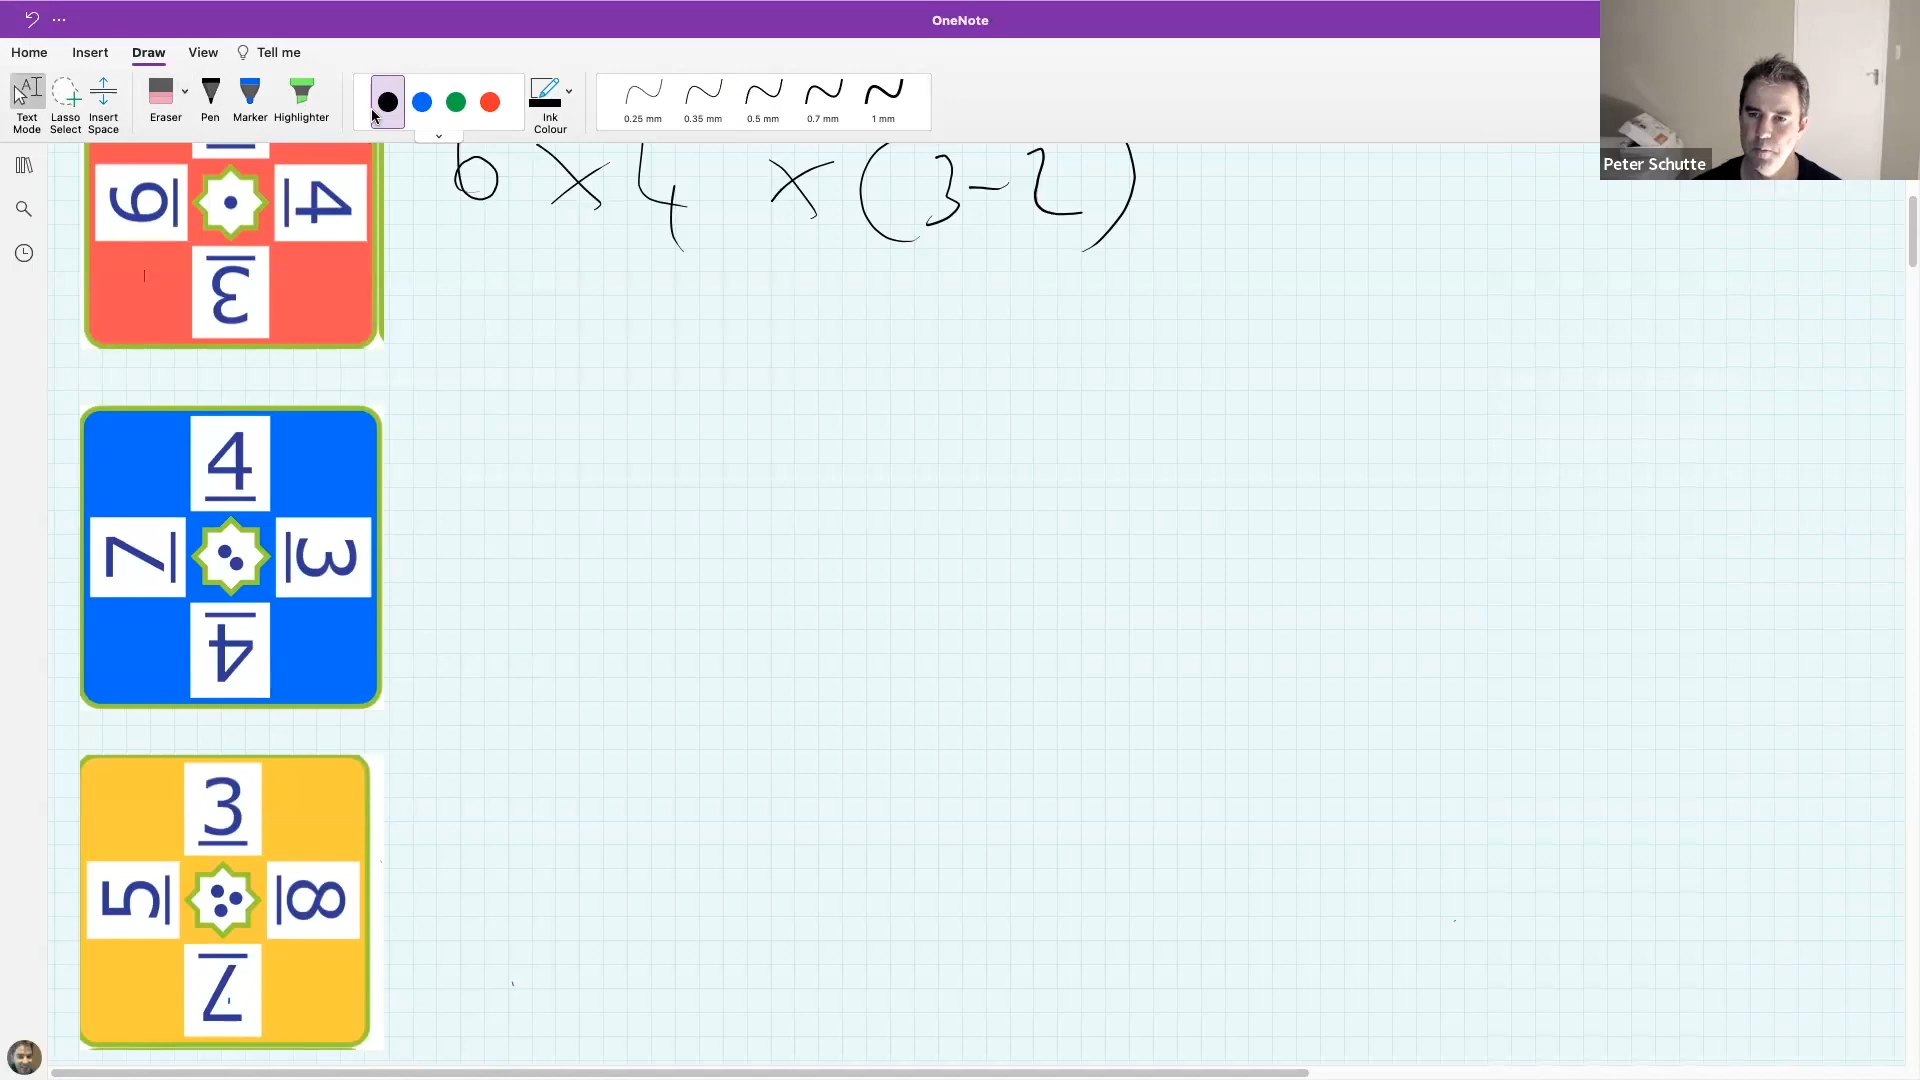 OneNote
Home Insert Draw View Tell me
Text Mode
Lasso Select
Insert Space
Eraser
Pen
Marker
Highlighter
Ink Colour
0.25 mm
0.35 mm
0.5 mm
0.7 mm
1 mm
Peter Schutte
6 × 4 × (3-2)
9 4
3
4
7 3
4
3
5 8
7